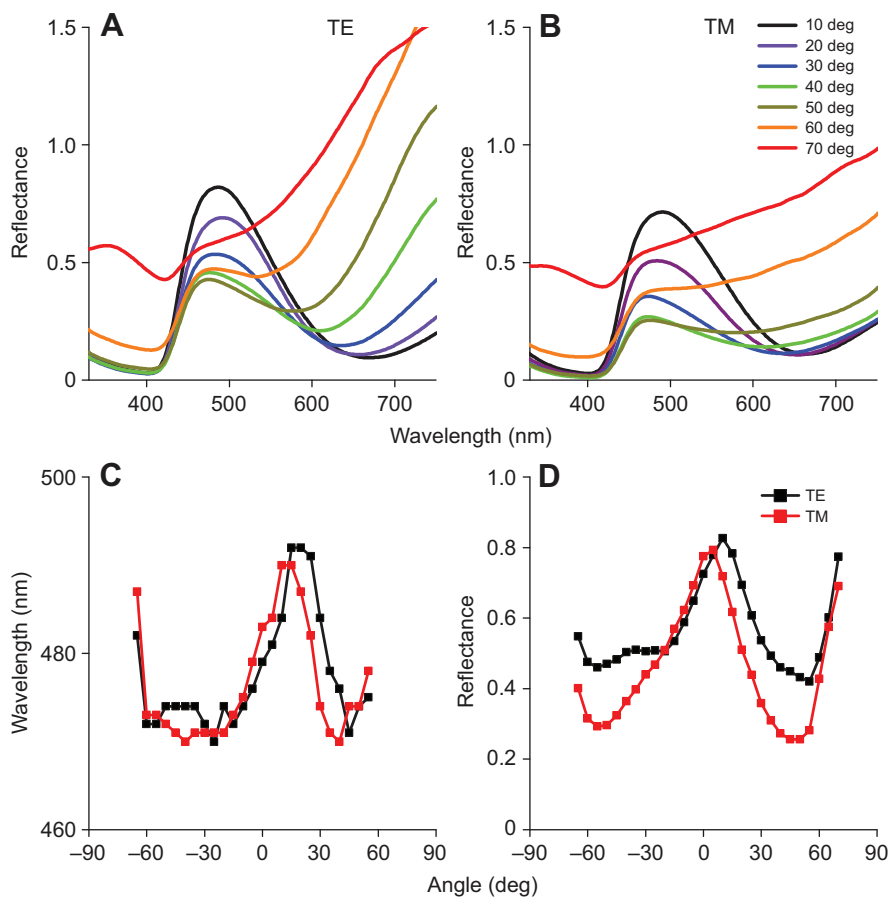 A
TE
1.5
1.0
0.5
0
Reflectance
400
500
600
700
B
TM
10 deg
20 deg
30 deg
40 deg
50 deg
60 deg
70 deg
1.5
1.0
0.5
0
Reflectance
400
500
600
700
Wavelength (nm)
C
500
480
460
Wavelength (nm)
–90
–60
–30
0
30
60
90
D
TE
TM
1.0
0.8
0.6
0.4
0.2
0
Reflectance
–90
–60
–30
0
30
60
90
Angle (deg)